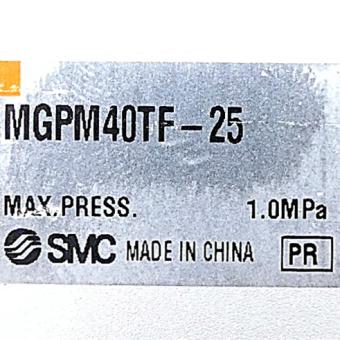 MGPM40TF-25
MAX.PRESS. 1.0MPa
SMC MADE IN CHINA PR